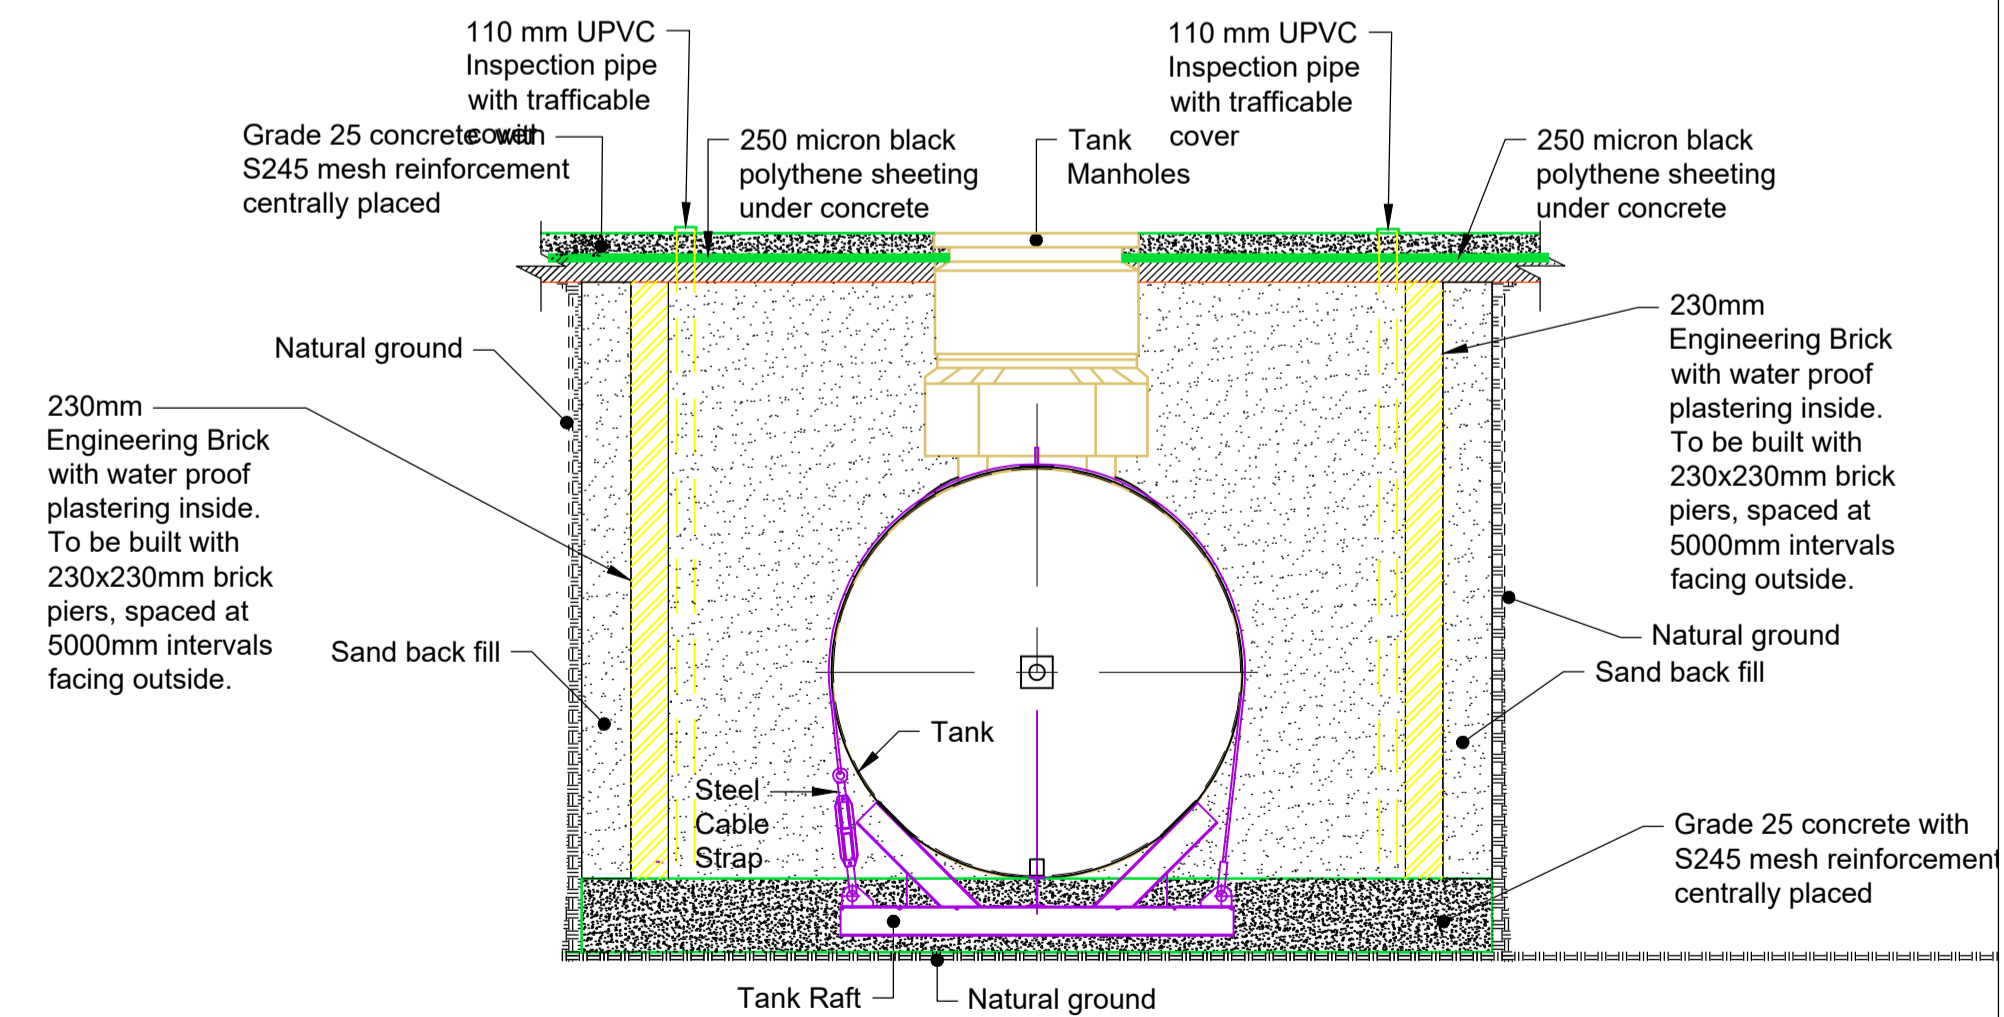 110 mm UPVC
Inspection pipe
with trafficable
cover
Grade 25 concrete with
S245 mesh reinforcement
centrally placed
250 micron black
polythene sheeting
under concrete
Tank
Manholes
110 mm UPVC
Inspection pipe
with trafficable
cover
250 micron black
polythene sheeting
under concrete
Natural ground
230mm
Engineering Brick
with water proof
plastering inside.
To be built with
230x230mm brick
piers, spaced at
5000mm intervals
facing outside.
Sand back fill
230mm
Engineering Brick
with water proof
plastering inside.
To be built with
230x230mm brick
piers, spaced at
5000mm intervals
facing outside.
Natural ground
Sand back fill
Tank
Steel
Cable
Strap
Grade 25 concrete with
S245 mesh reinforcement
centrally placed
Tank Raft
Natural ground